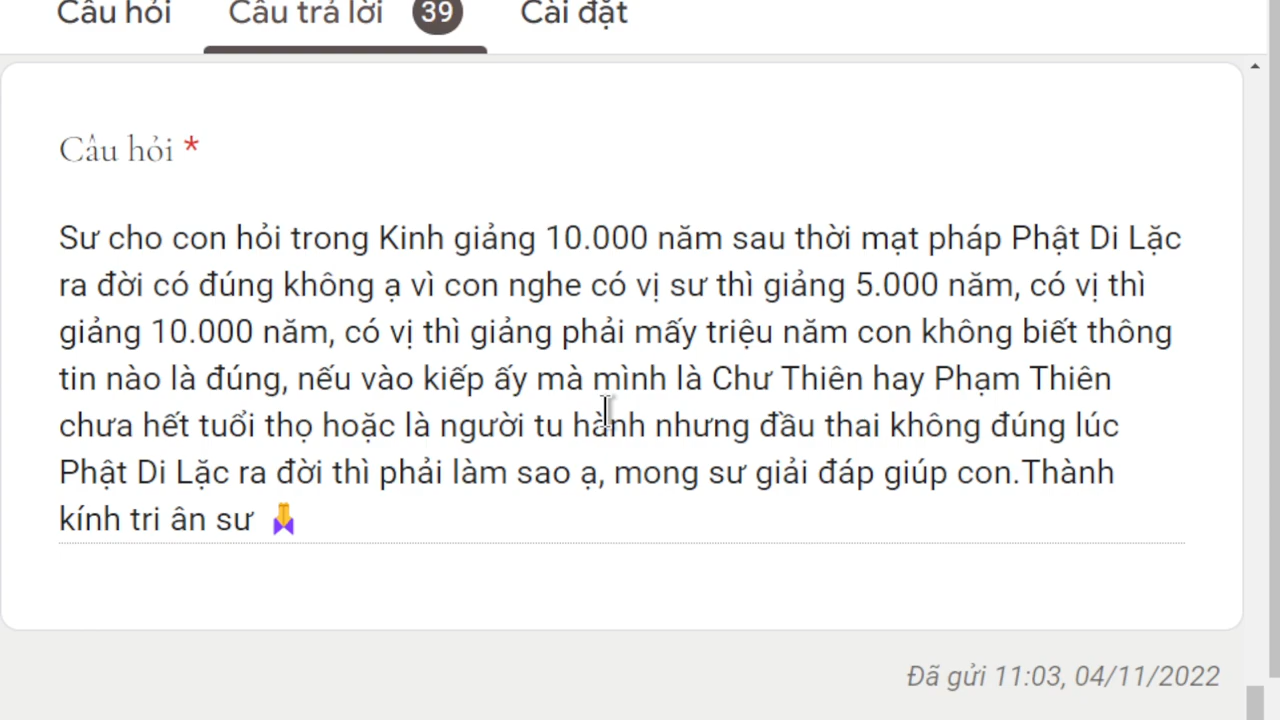 Câu hỏi Câu trả lời 39 Cài đặt
Câu hỏi *
Sư cho con hỏi trong Kinh giảng 10.000 năm sau thời mạt pháp Phật Di Lặc
ra đời có đúng không ạ vì con nghe có vị sư thì giảng 5.000 năm, có vị thì
giảng 10.000 năm, có vị thì giảng phải mấy triệu năm con không biết thông
tin nào là đúng, nếu vào kiếp ấy mà mình là Chư Thiên hay Phạm Thiên
chưa hết tuổi thọ hoặc là người tu hành nhưng đầu thai không đúng lúc
Phật Di Lặc ra đời thì phải làm sao ạ, mong sư giải đáp giúp con.Thành
kính tri ân sư 🙏
Đã gửi 11:03, 04/11/2022